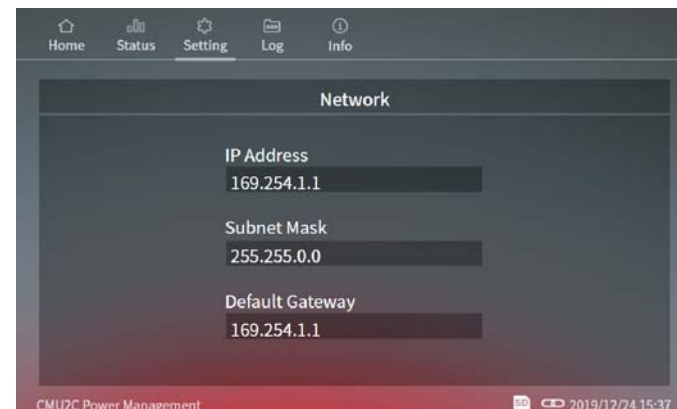 Home Status Setting Log Info
Network
IP Address
169.254.1.1
Subnet Mask
255.255.0.0
Default Gateway
169.254.1.1
CMU2C Power Management SD 2019/12/24 15:37